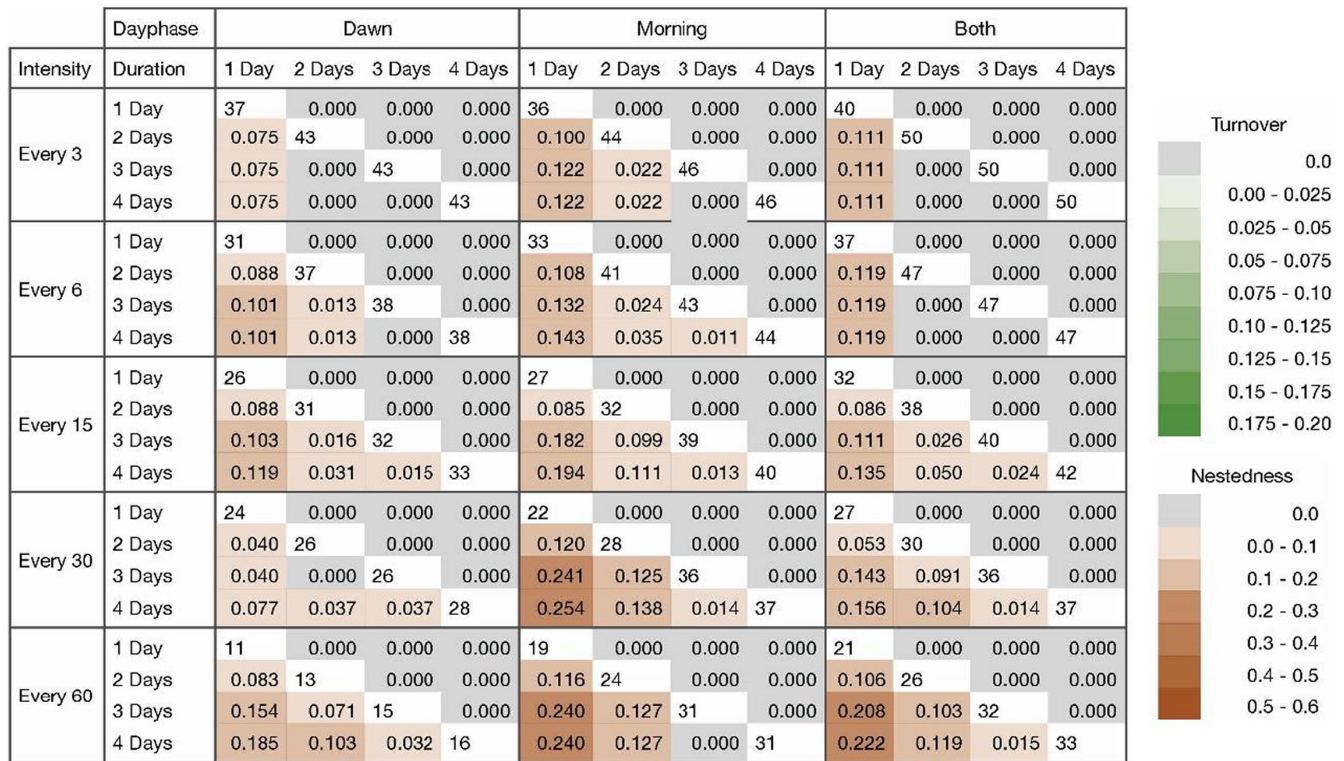 Dayphase Dawn Morning Both
Intensity Duration 1 Day 2 Days 3 Days 4 Days 1 Day 2 Days 3 Days 4 Days 1 Day 2 Days 3 Days 4 Days
Every 3
1 Day 37 0.000 0.000 0.000 36 0.000 0.000 0.000 40 0.000 0.000 0.000
2 Days 0.075 43 0.000 0.000 0.100 44 0.000 0.000 0.111 50 0.000 0.000
3 Days 0.075 0.000 43 0.000 0.122 0.022 46 0.000 0.111 0.000 50 0.000
4 Days 0.075 0.000 0.000 43 0.122 0.022 0.000 46 0.111 0.000 0.000 50
Every 6
1 Day 31 0.000 0.000 0.000 33 0.000 0.000 0.000 37 0.000 0.000 0.000
2 Days 0.088 37 0.000 0.000 0.108 41 0.000 0.000 0.119 47 0.000 0.000
3 Days 0.101 0.013 38 0.000 0.132 0.024 43 0.000 0.119 0.000 47 0.000
4 Days 0.101 0.013 0.000 38 0.143 0.035 0.011 44 0.119 0.000 0.000 47
Every 15
1 Day 26 0.000 0.000 0.000 27 0.000 0.000 0.000 32 0.000 0.000 0.000
2 Days 0.088 31 0.000 0.000 0.085 32 0.000 0.000 0.086 38 0.000 0.000
3 Days 0.103 0.016 32 0.000 0.182 0.099 39 0.000 0.111 0.026 40 0.000
4 Days 0.119 0.031 0.015 33 0.194 0.111 0.013 40 0.135 0.050 0.024 42
Every 30
1 Day 24 0.000 0.000 0.000 22 0.000 0.000 0.000 27 0.000 0.000 0.000
2 Days 0.040 26 0.000 0.000 0.120 28 0.000 0.000 0.053 30 0.000 0.000
3 Days 0.040 0.000 26 0.000 0.241 0.125 36 0.000 0.143 0.091 36 0.000
4 Days 0.077 0.037 0.037 28 0.254 0.138 0.014 37 0.156 0.104 0.014 37
Every 60
1 Day 11 0.000 0.000 0.000 19 0.000 0.000 0.000 21 0.000 0.000 0.000
2 Days 0.083 13 0.000 0.000 0.116 24 0.000 0.000 0.106 26 0.000 0.000
3 Days 0.154 0.071 15 0.000 0.240 0.127 31 0.000 0.208 0.103 32 0.000
4 Days 0.185 0.103 0.032 16 0.240 0.127 0.000 31 0.222 0.119 0.015 33
Turnover
0.0
0.00 - 0.025
0.025 - 0.05
0.05 - 0.075
0.075 - 0.10
0.10 - 0.125
0.125 - 0.15
0.15 - 0.175
0.175 - 0.20
Nestedness
0.0
0.0 - 0.1
0.1 - 0.2
0.2 - 0.3
0.3 - 0.4
0.4 - 0.5
0.5 - 0.6